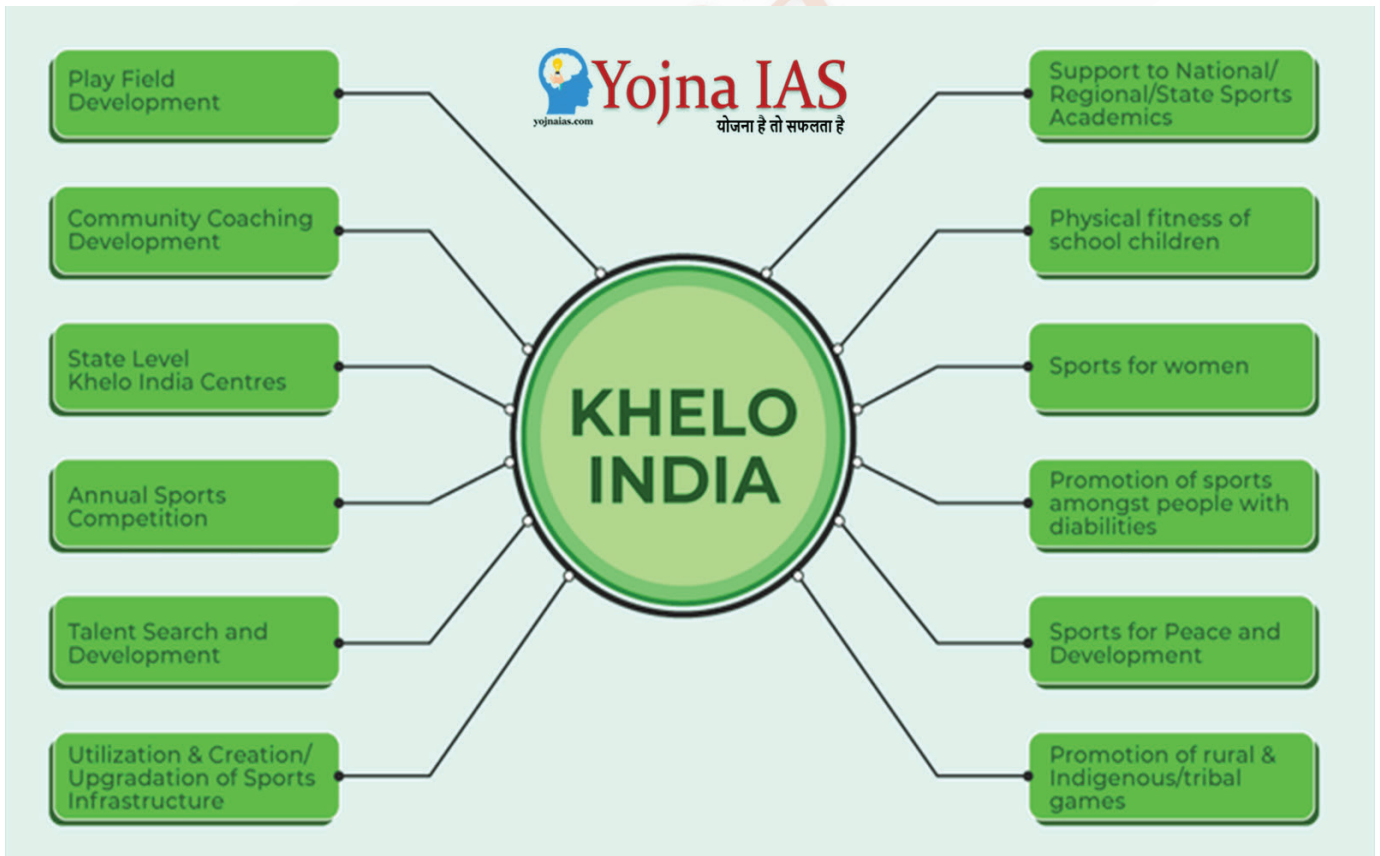 Yojna IAS
yojnaias.com
योजना है तो सफलता है
Play Field
Development
Community Coaching
Development
State Level
Khelo India Centres
Annual Sports
Competition
Talent Search and
Development
Utilization & Creation/
Upgradation of Sports
Infrastructure
KHELO
INDIA
Support to National/
Regional/State Sports
Academics
Physical fitness of
school children
Sports for women
Promotion of sports
amongst people with
diabilities
Sports for Peace and
Development
Promotion of rural &
Indigenous/tribal
games